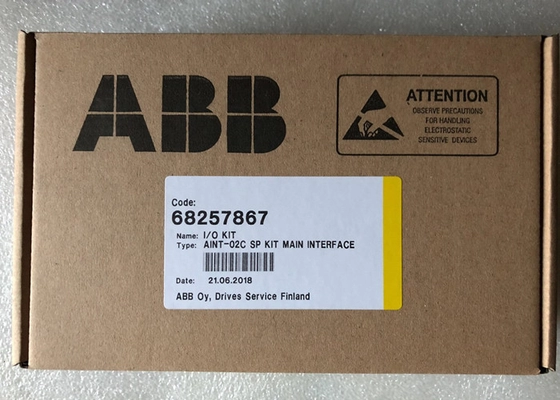 ABB
ATTENTION
OBSERVE PRECAUTIONS
FOR HANDLING
ELECTROSTATIC
SENSITIVE DEVICES
Code:
68257867
Name: I/O KIT
Type: AINT-02C SP KIT MAIN INTERFACE
Date: 21.06.2018
ABB Oy, Drives Service Finland